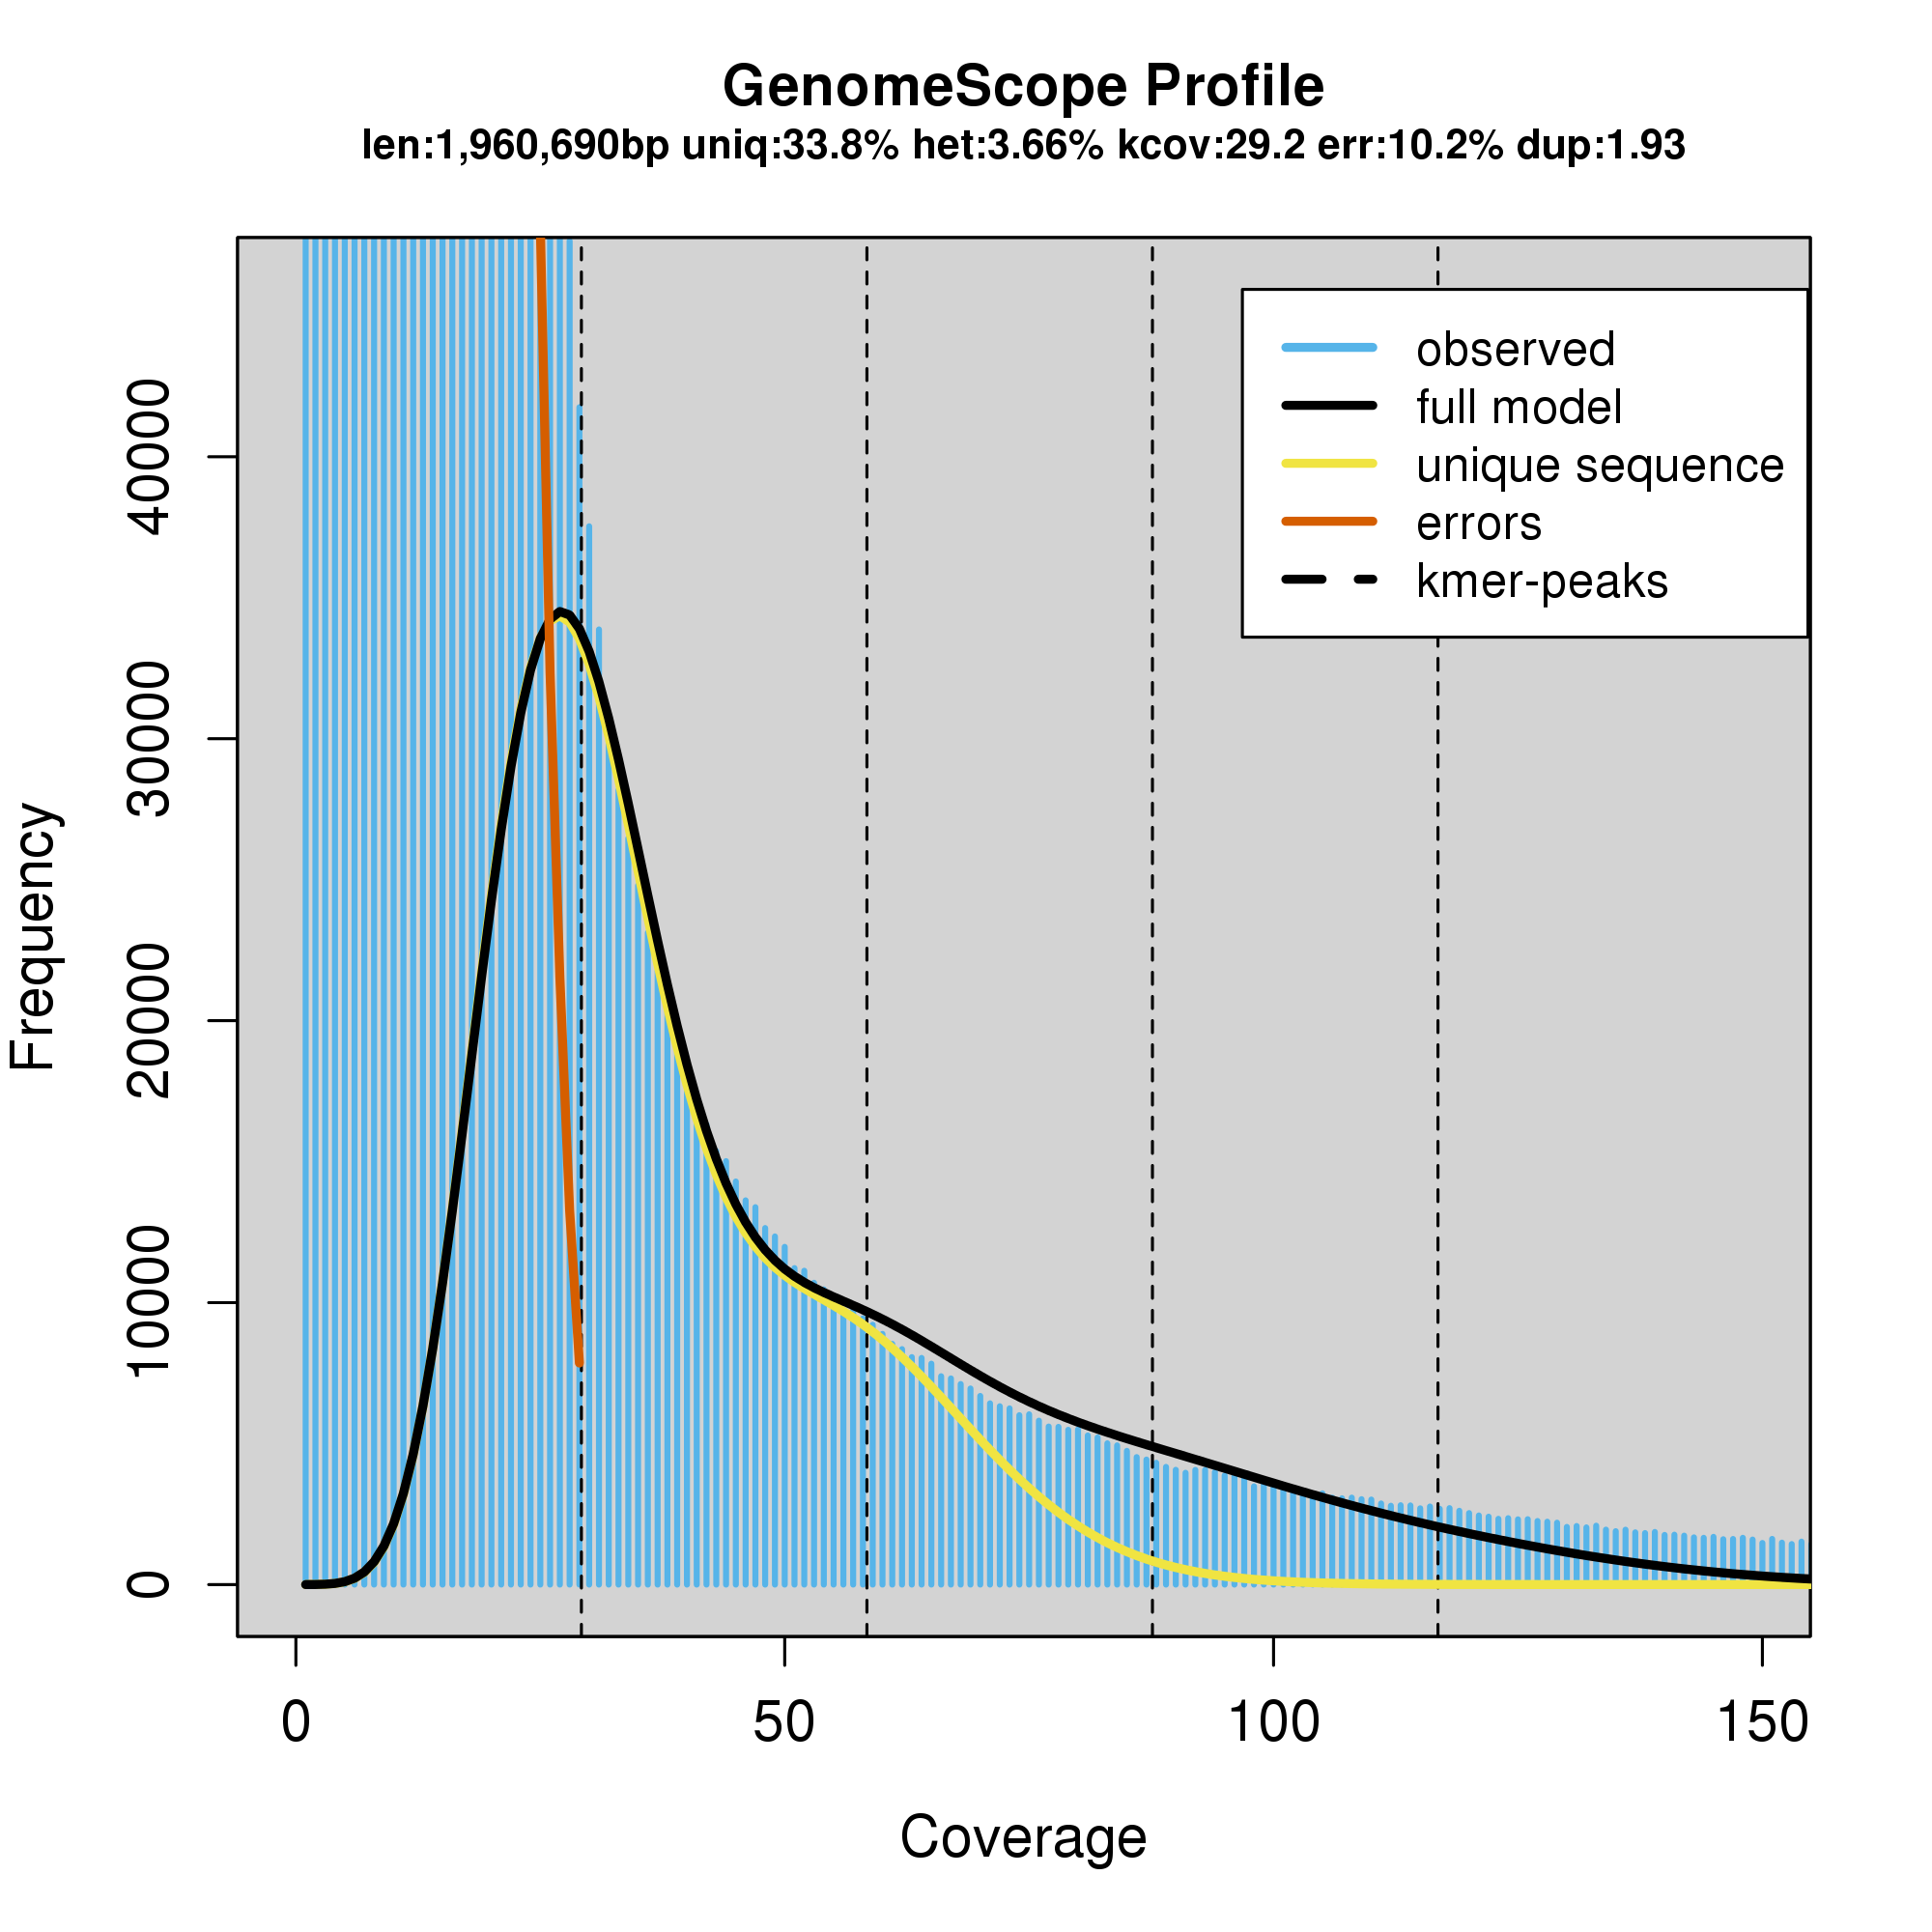 GenomeScope Profile
len:1,960,690bp uniq:33.8% het:3.66% kcov:29.2 err:10.2% dup:1.93
observed
full model
unique sequence
errors
kmer-peaks
Frequency
40000
30000
20000
10000
0
0 50 100 150
Coverage